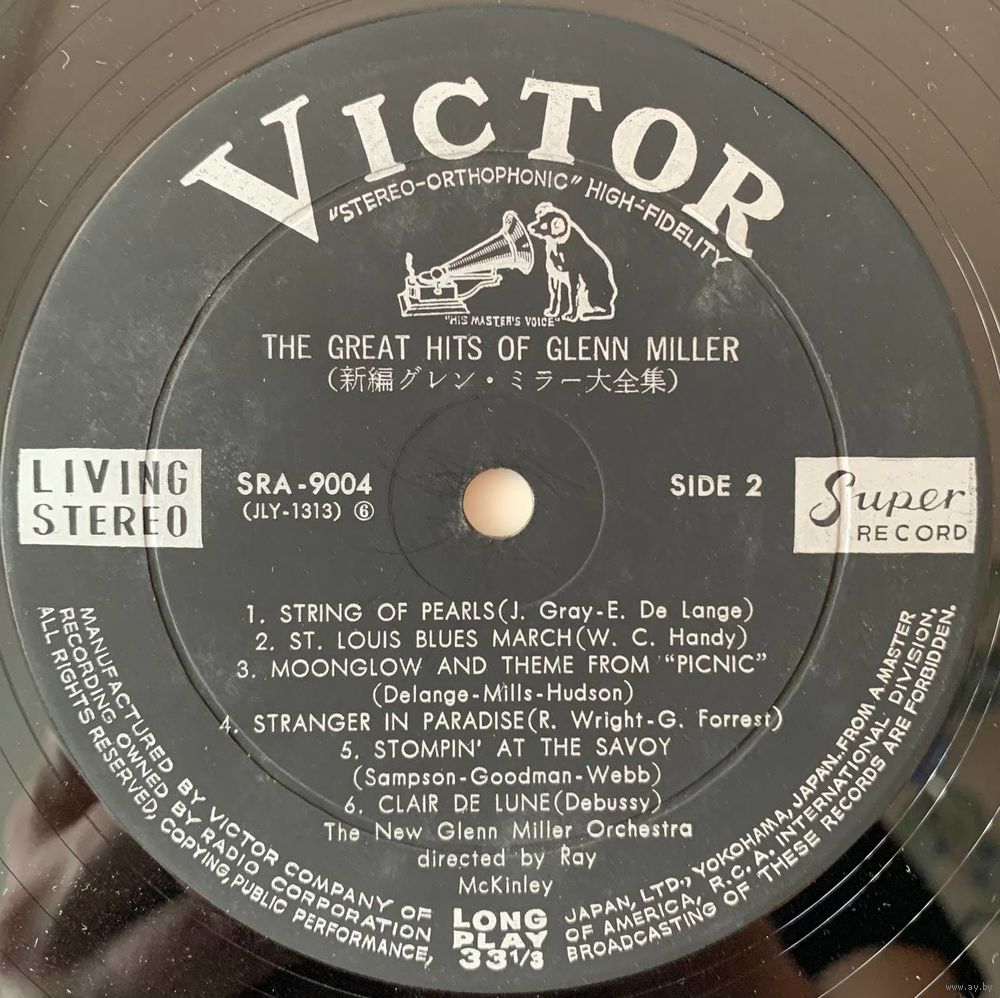 VICTOR
"STEREO-ORTHOPHONIC" HIGH-FIDELITY
"HIS MASTER'S VOICE"
THE GREAT HITS OF GLENN MILLER
(新編グレン・ミラー大全集)
LIVING
STEREO
SRA-9004
(JLY-1313) ⑥
SIDE 2
Super
RECORD
1. STRING OF PEARLS(J. Gray-E. De Lange)
2. ST. LOUIS BLUES MARCH(W. C. Handy)
3. MOONGLOW AND THEME FROM "PICNIC"
(Delange-Mills-Hudson)
4. STRANGER IN PARADISE(R. Wright-G. Forrest)
5. STOMPIN' AT THE SAVOY
(Sampson-Goodman-Webb)
6. CLAIR DE LUNE(Debussy)
The New Glenn Miller Orchestra
directed by Ray
McKinley
LONG
PLAY
33 1/3
MANUFACTURED BY VICTOR COMPANY OF JAPAN, LTD., YOKOHAMA, JAPAN. FROM A MASTER
RECORDING OWNED BY RADIO CORPORATION OF AMERICA, R.C.A. INTERNATIONAL DIVISION,
ALL RIGHTS RESERVED, COPYING, PUBLIC PERFORMANCE, BROADCASTING OF THESE RECORDS ARE FORBIDDEN.
www.ay.by